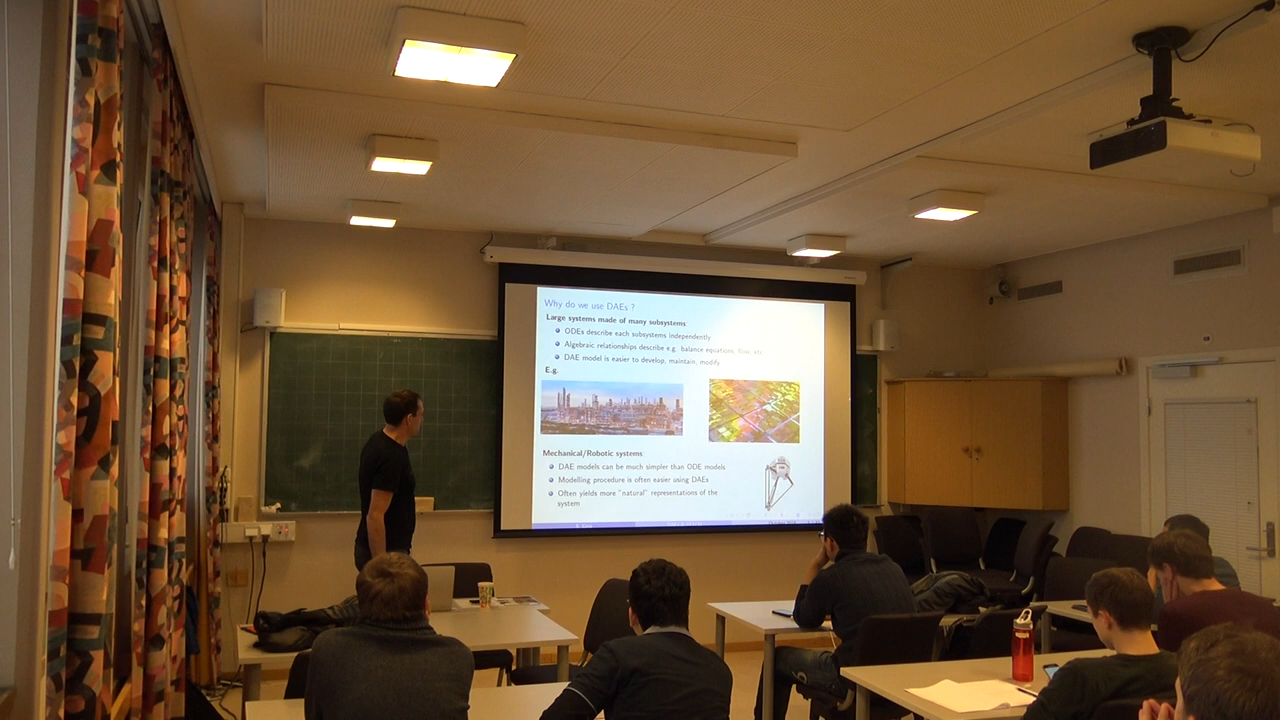 Why do we use DAEs ?
Large systems made of many subsystems
ODEs describe each subsystems independently
Algebraic relationships describe e.g. balance equations, flow, etc
DAE model is easier to develop, maintain, modify
E.g.
Mechanical/Robotic systems
DAE models can be much simpler than ODE models
Modelling procedure is often easier using DAEs
Often yields more "natural" representations of the
system